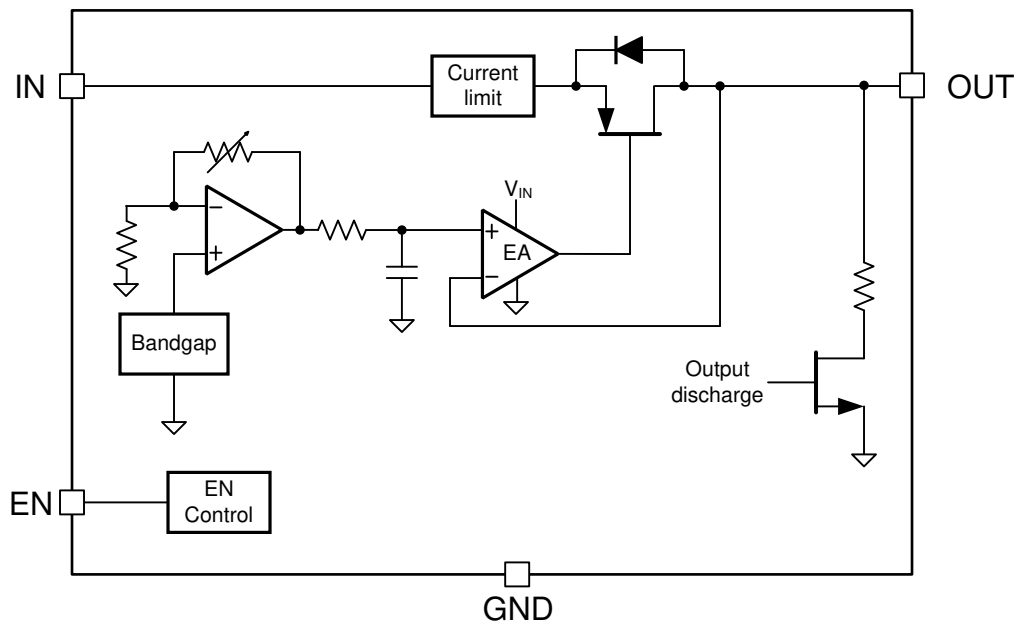 IN
Current
limit
OUT
−
+
V_IN
+
EA
−
Bandgap
Output
discharge
EN
EN
Control
GND